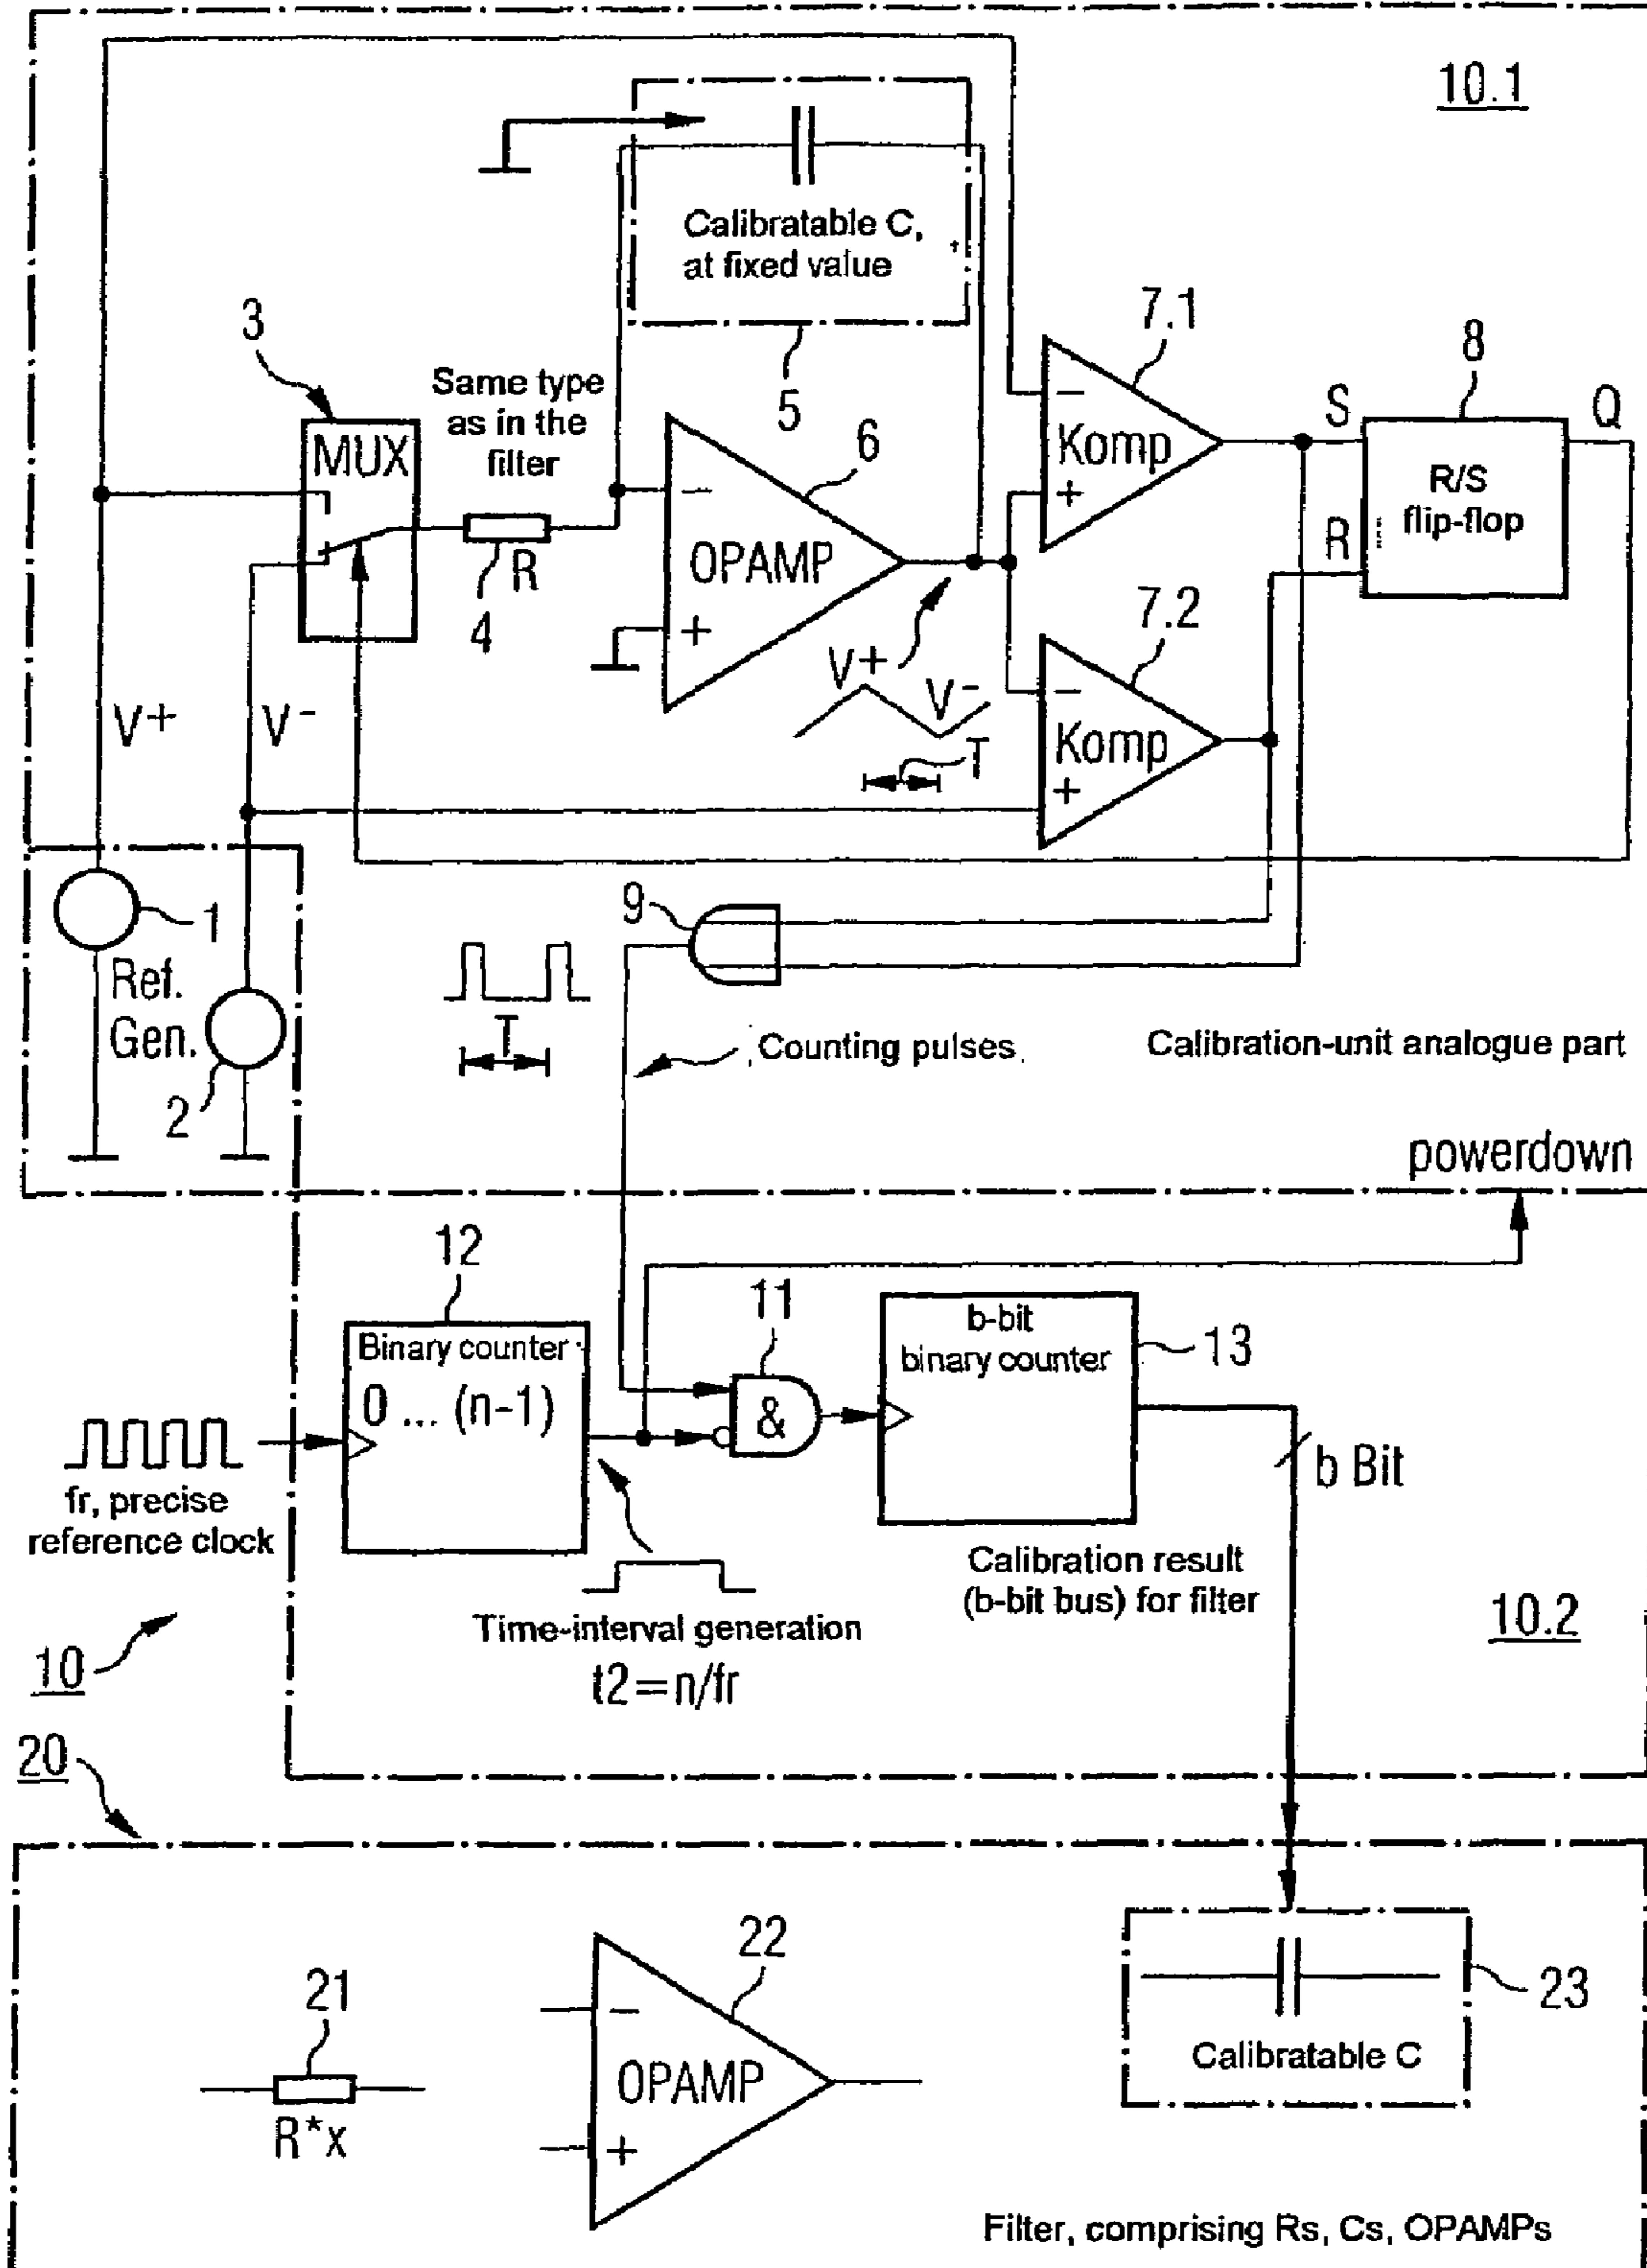 10.1
Calibratable C,
at fixed value
3
Same type
as in the
filter
5
6
7.1
8
MUX
−
OPAMP
+
R
4
−
Komp
+
S
R
R/S
flip-flop
Q
7.2
V+
V-
V+
V-
T
−
Komp
+
1
Ref.
Gen.
2
9
T
Counting pulses
Calibration-unit analogue part
powerdown
12
Binary counter
0 ... (n-1)
11
&
b-bit
binary counter
13
b Bit
fr, precise
reference clock
Time-interval generation
t2=n/fr
Calibration result
(b-bit bus) for filter
10.2
10
20
21
R*x
22
−
OPAMP
+
23
Calibratable C
Filter, comprising Rs, Cs, OPAMPs